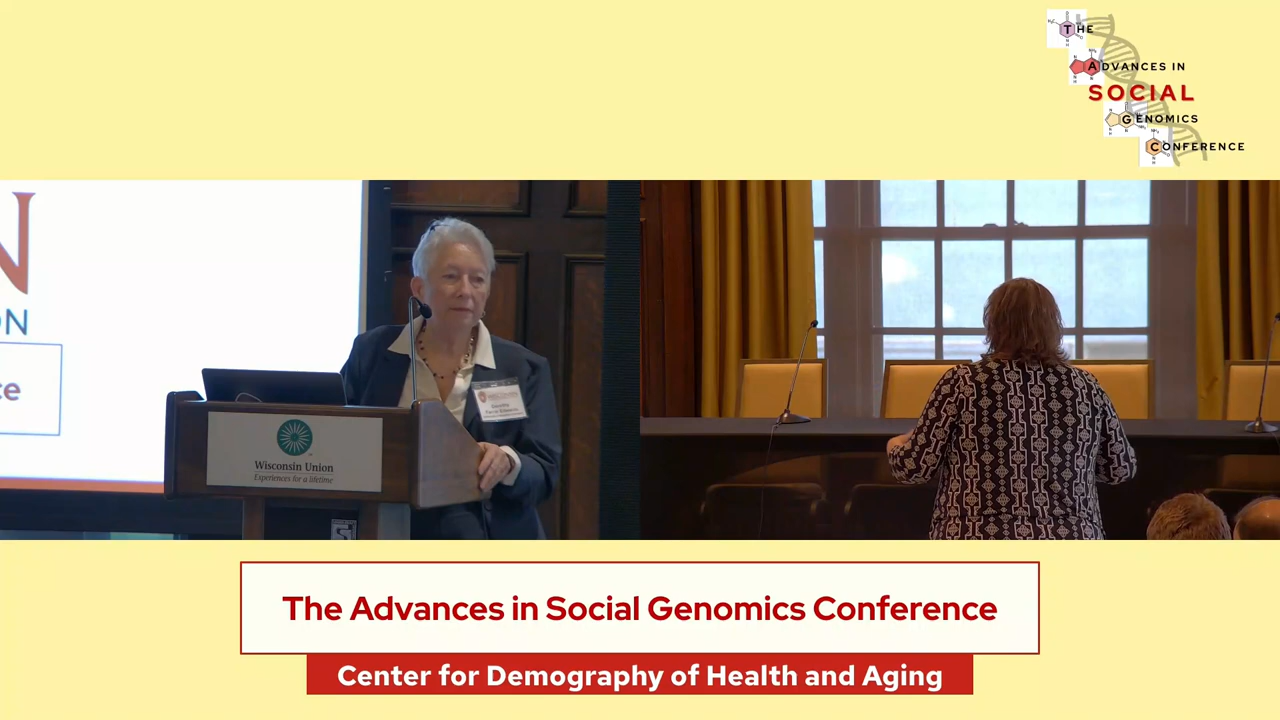 THE
ADVANCES IN
SOCIAL
GENOMICS
CONFERENCE
N
ON
ce
Wisconsin Union
Experiences for a lifetime
The Advances in Social Genomics Conference
Center for Demography of Health and Aging